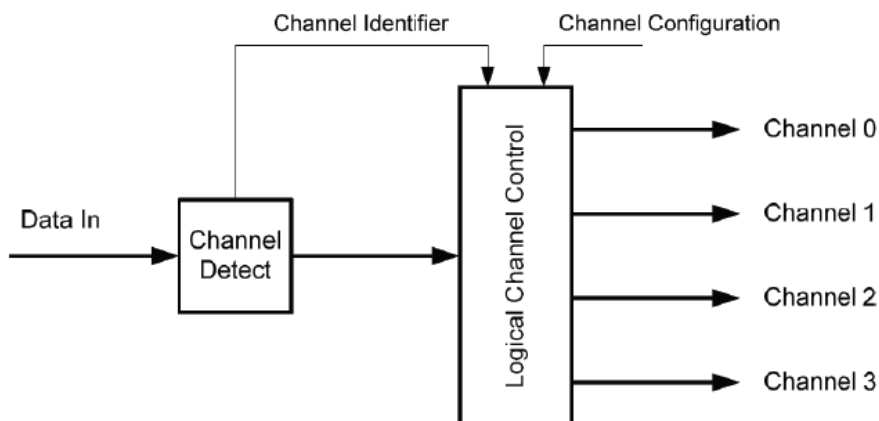 Channel Identifier
Channel Configuration
Channel 0
Channel 1
Data In
Channel
Detect
Logical Channel Control
Channel 2
Channel 3